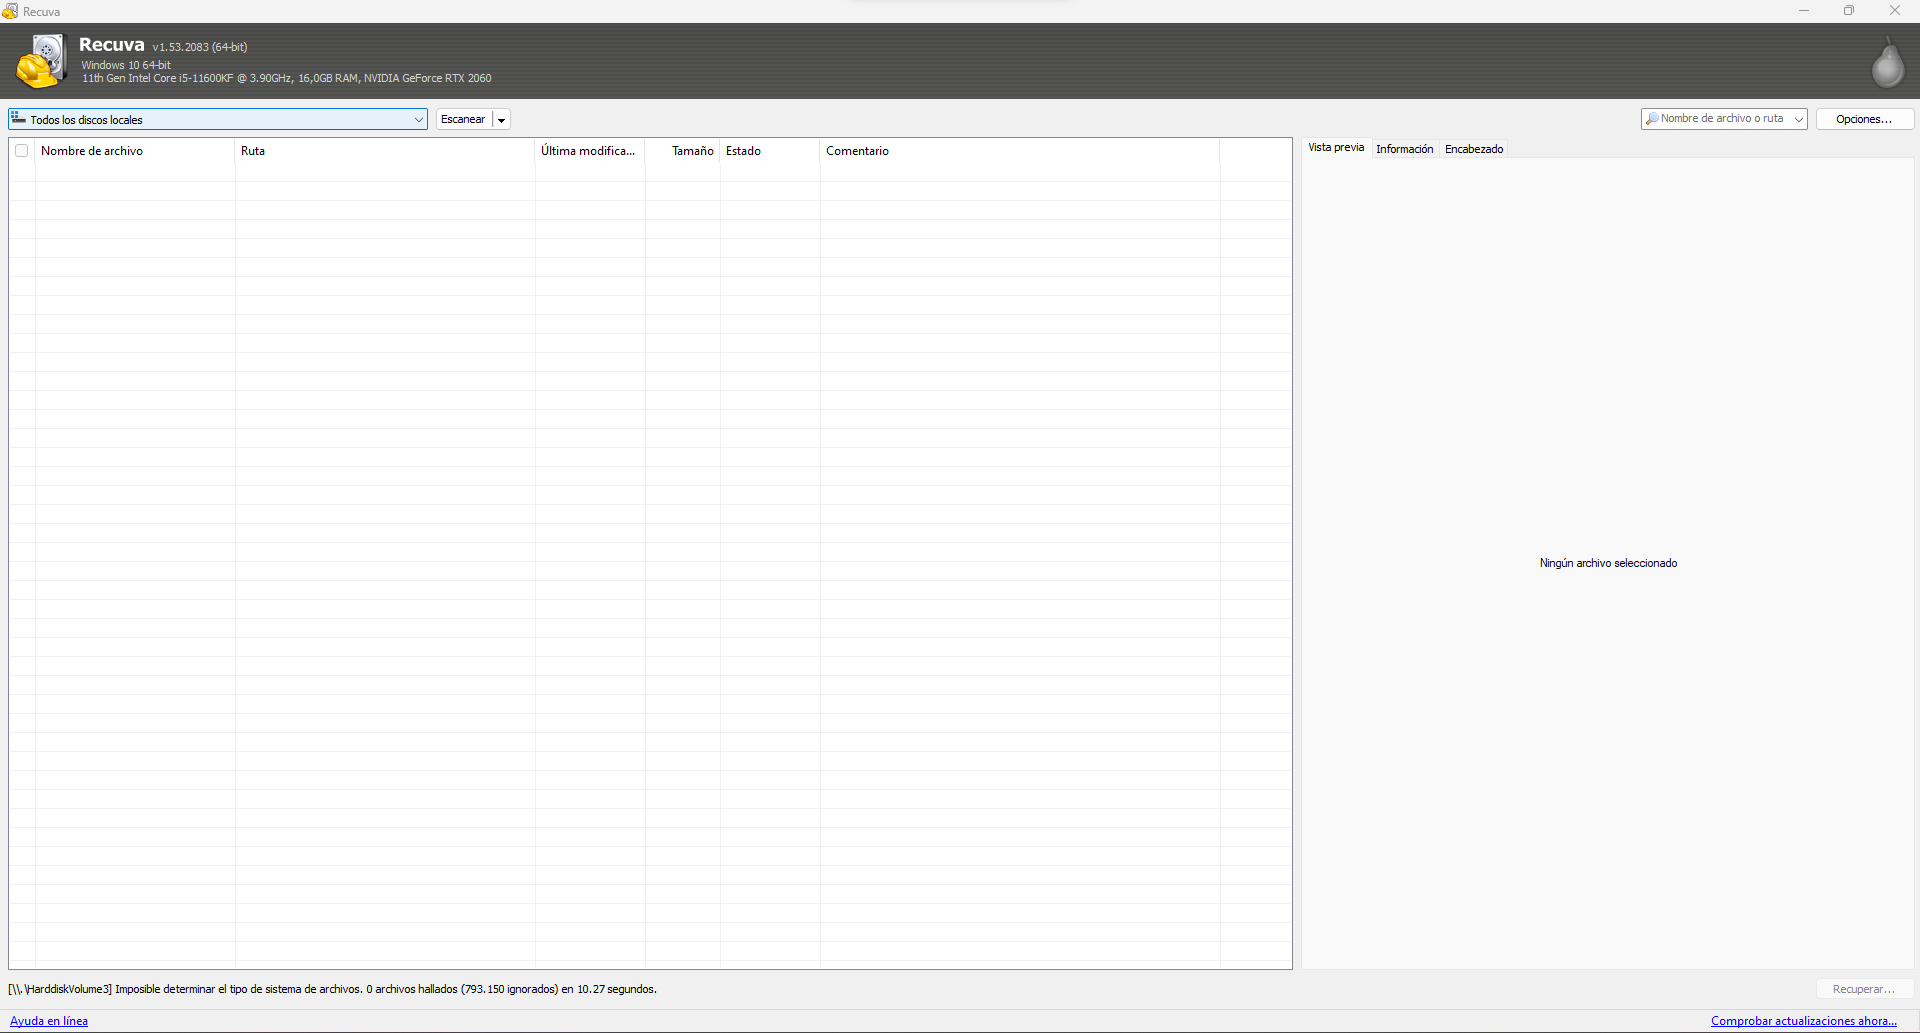 Recuva
Recuva v1.53.2083 (64-bit)
Windows 10 64-bit
11th Gen Intel Core i5-11600KF @ 3.90GHz, 16,0GB RAM, NVIDIA GeForce RTX 2060
Todos los discos locales
Escanear
Nombre de archivo o ruta
Opciones...
Nombre de archivo
Ruta
Última modifica...
Tamaño
Estado
Comentario
Vista previa
Información
Encabezado
Ningún archivo seleccionado
[\\.\HarddiskVolume3] Imposible determinar el tipo de sistema de archivos. 0 archivos hallados (793.150 ignorados) en 10.27 segundos.
Recuperar...
Ayuda en línea
Comprobar actualizaciones ahora...